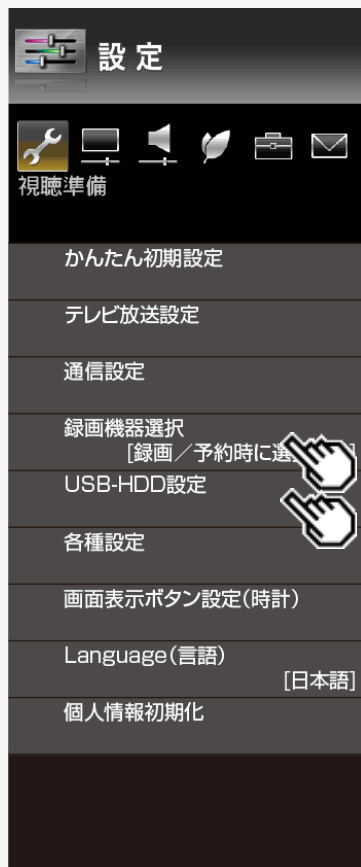 設定
視聴準備
かんたん初期設定
テレビ放送設定
通信設定
録画機器選択
[録画／予約時に選
USB-HDD設定
各種設定
画面表示ボタン設定(時計)
Language(言語)
[日本語]
個人情報初期化